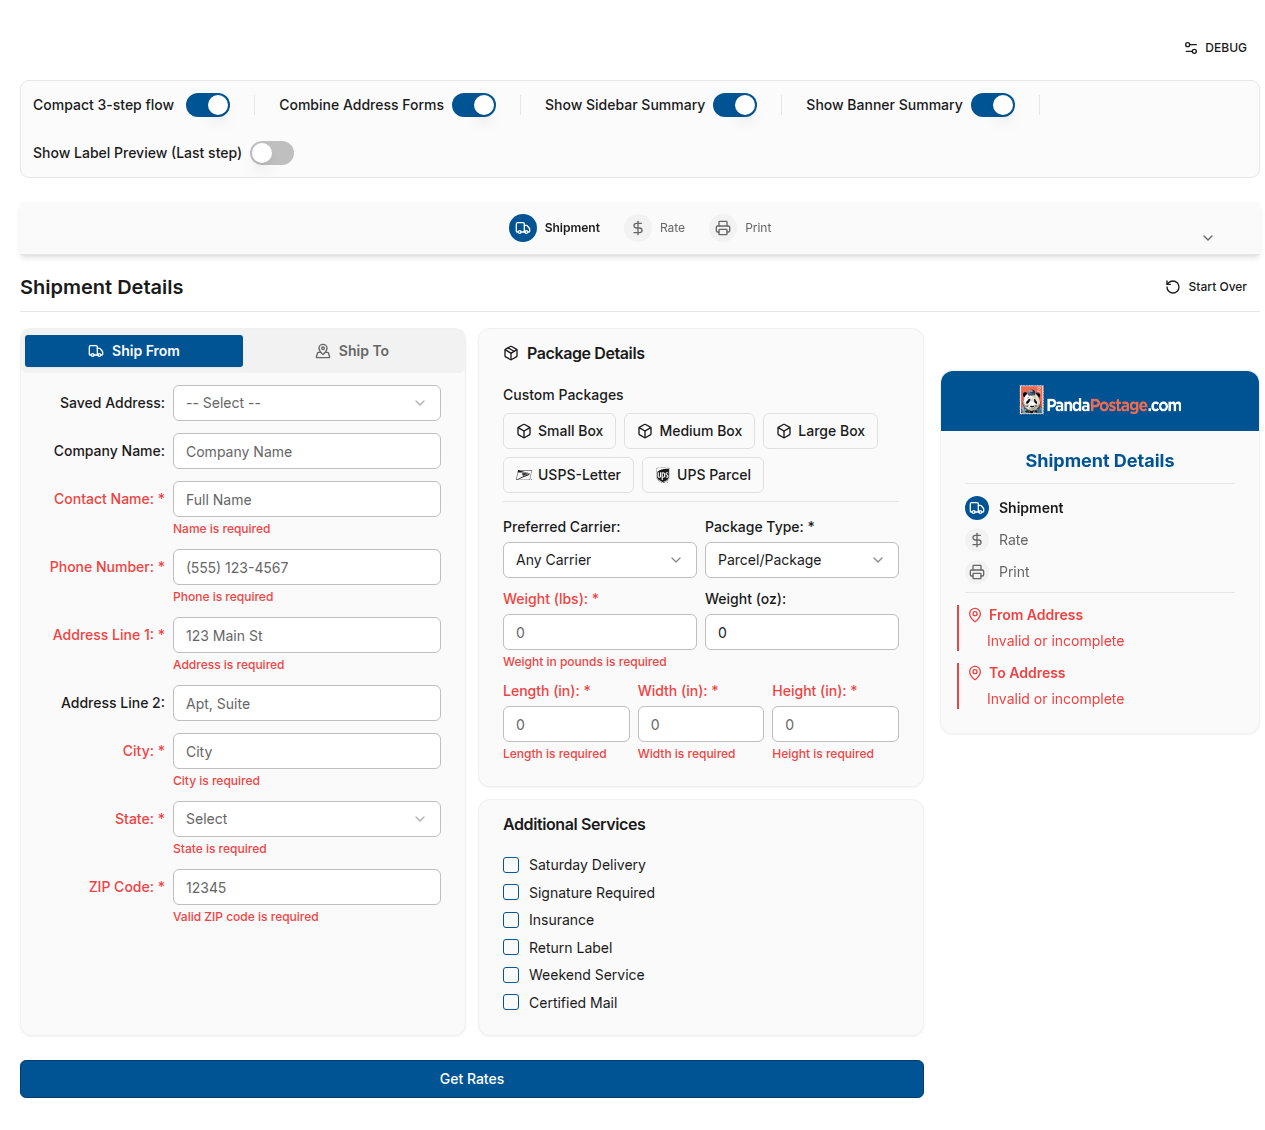 DEBUG
Compact 3-step flow
Combine Address Forms
Show Sidebar Summary
Show Banner Summary
Show Label Preview (Last step)
Shipment
Rate
Print
Shipment Details
Start Over
Ship From
Ship To
Saved Address:
-- Select --
Company Name:
Company Name
Contact Name: *
Full Name
Name is required
Phone Number: *
(555) 123-4567
Phone is required
Address Line 1: *
123 Main St
Address is required
Address Line 2:
Apt, Suite
City: *
City
City is required
State: *
Select
State is required
ZIP Code: *
12345
Valid ZIP code is required
Package Details
Custom Packages
Small Box
Medium Box
Large Box
USPS-Letter
ups
UPS Parcel
Preferred Carrier:
Package Type: *
Any Carrier
Parcel/Package
Weight (lbs): *
Weight (oz):
0
0
Weight in pounds is required
Length (in): *
Width (in): *
Height (in): *
0
0
0
Length is required
Width is required
Height is required
Additional Services
Saturday Delivery
Signature Required
Insurance
Return Label
Weekend Service
Certified Mail
Get Rates
PandaPostage.com
Shipment Details
Shipment
Rate
Print
From Address
Invalid or incomplete
To Address
Invalid or incomplete